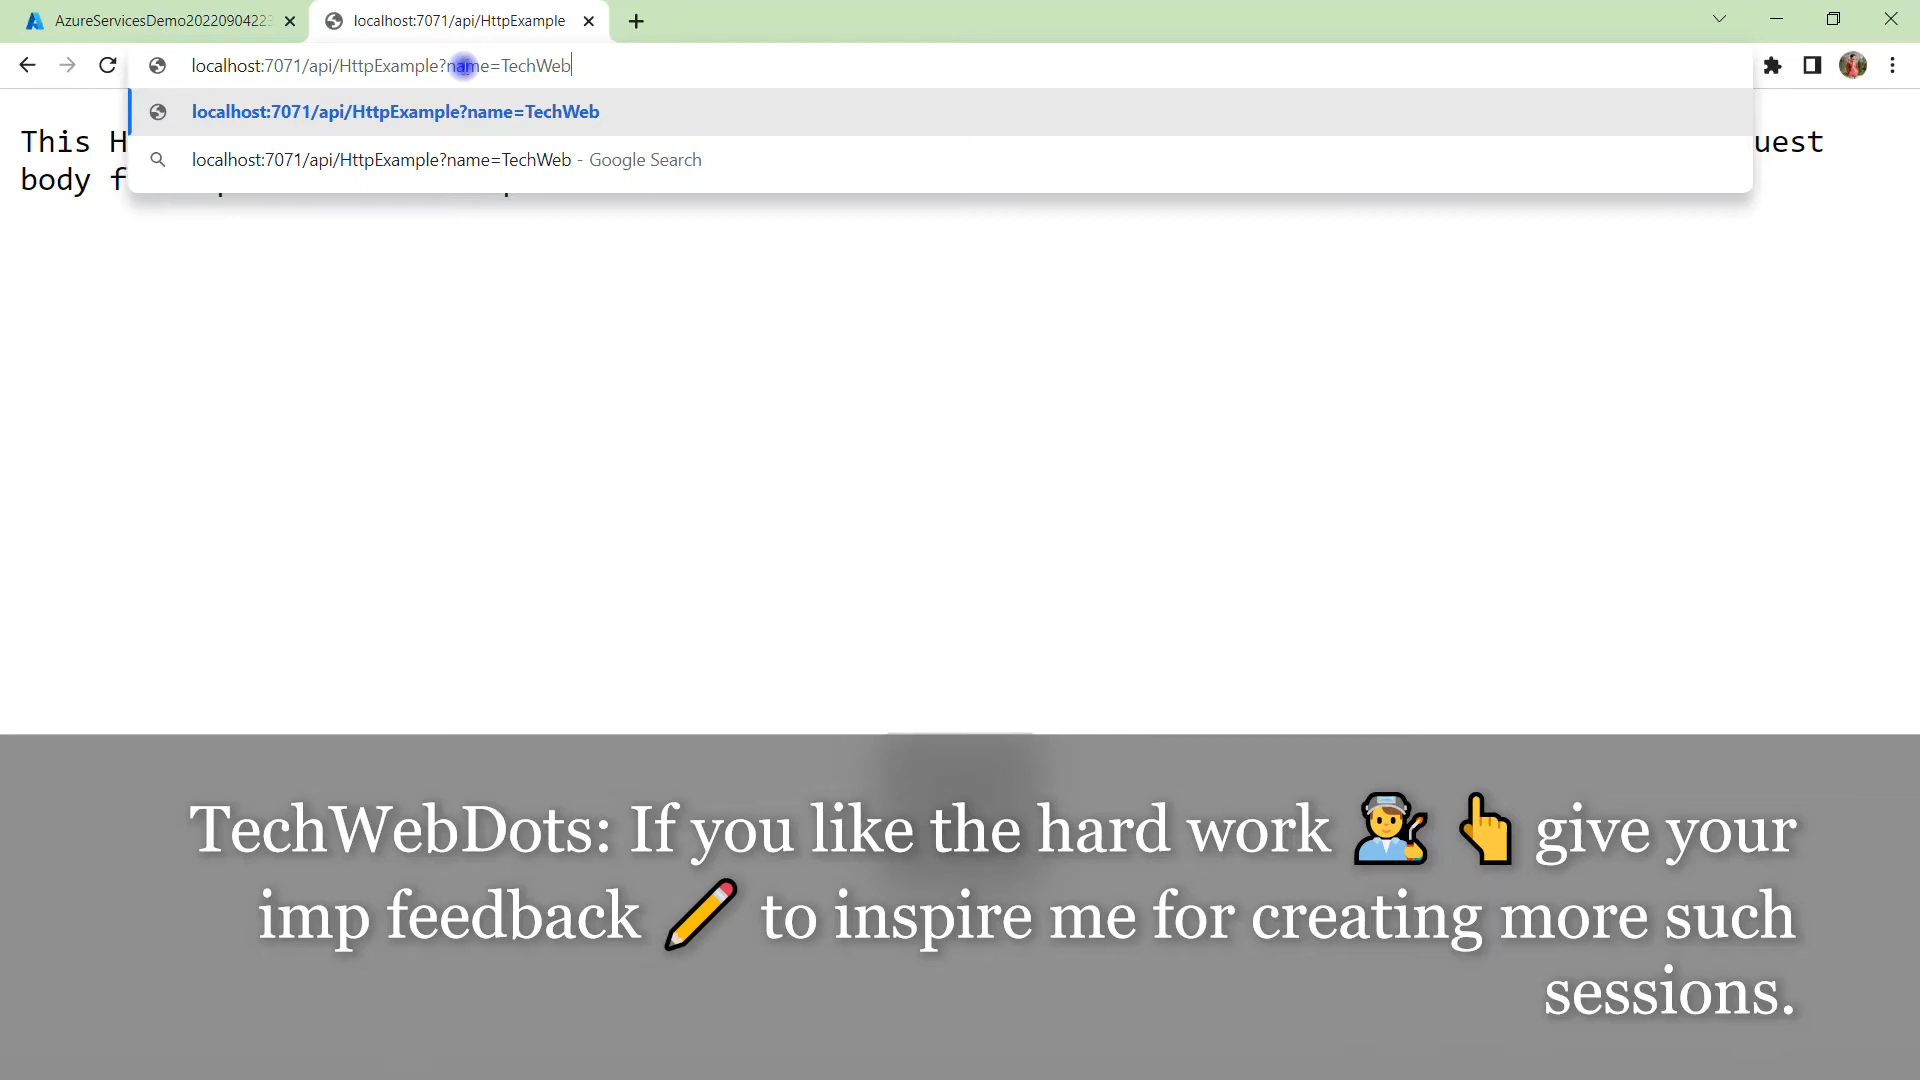 AzureServicesDemo2022090422
localhost:7071/api/HttpExample
localhost:7071/api/HttpExample?name=TechWeb
localhost:7071/api/HttpExample?name=TechWeb
localhost:7071/api/HttpExample?name=TechWeb - Google Search
This H uest
body f
TechWebDots: If you like the hard work 👨‍🎨 👆 give your
imp feedback ✏️ to inspire me for creating more such
sessions.